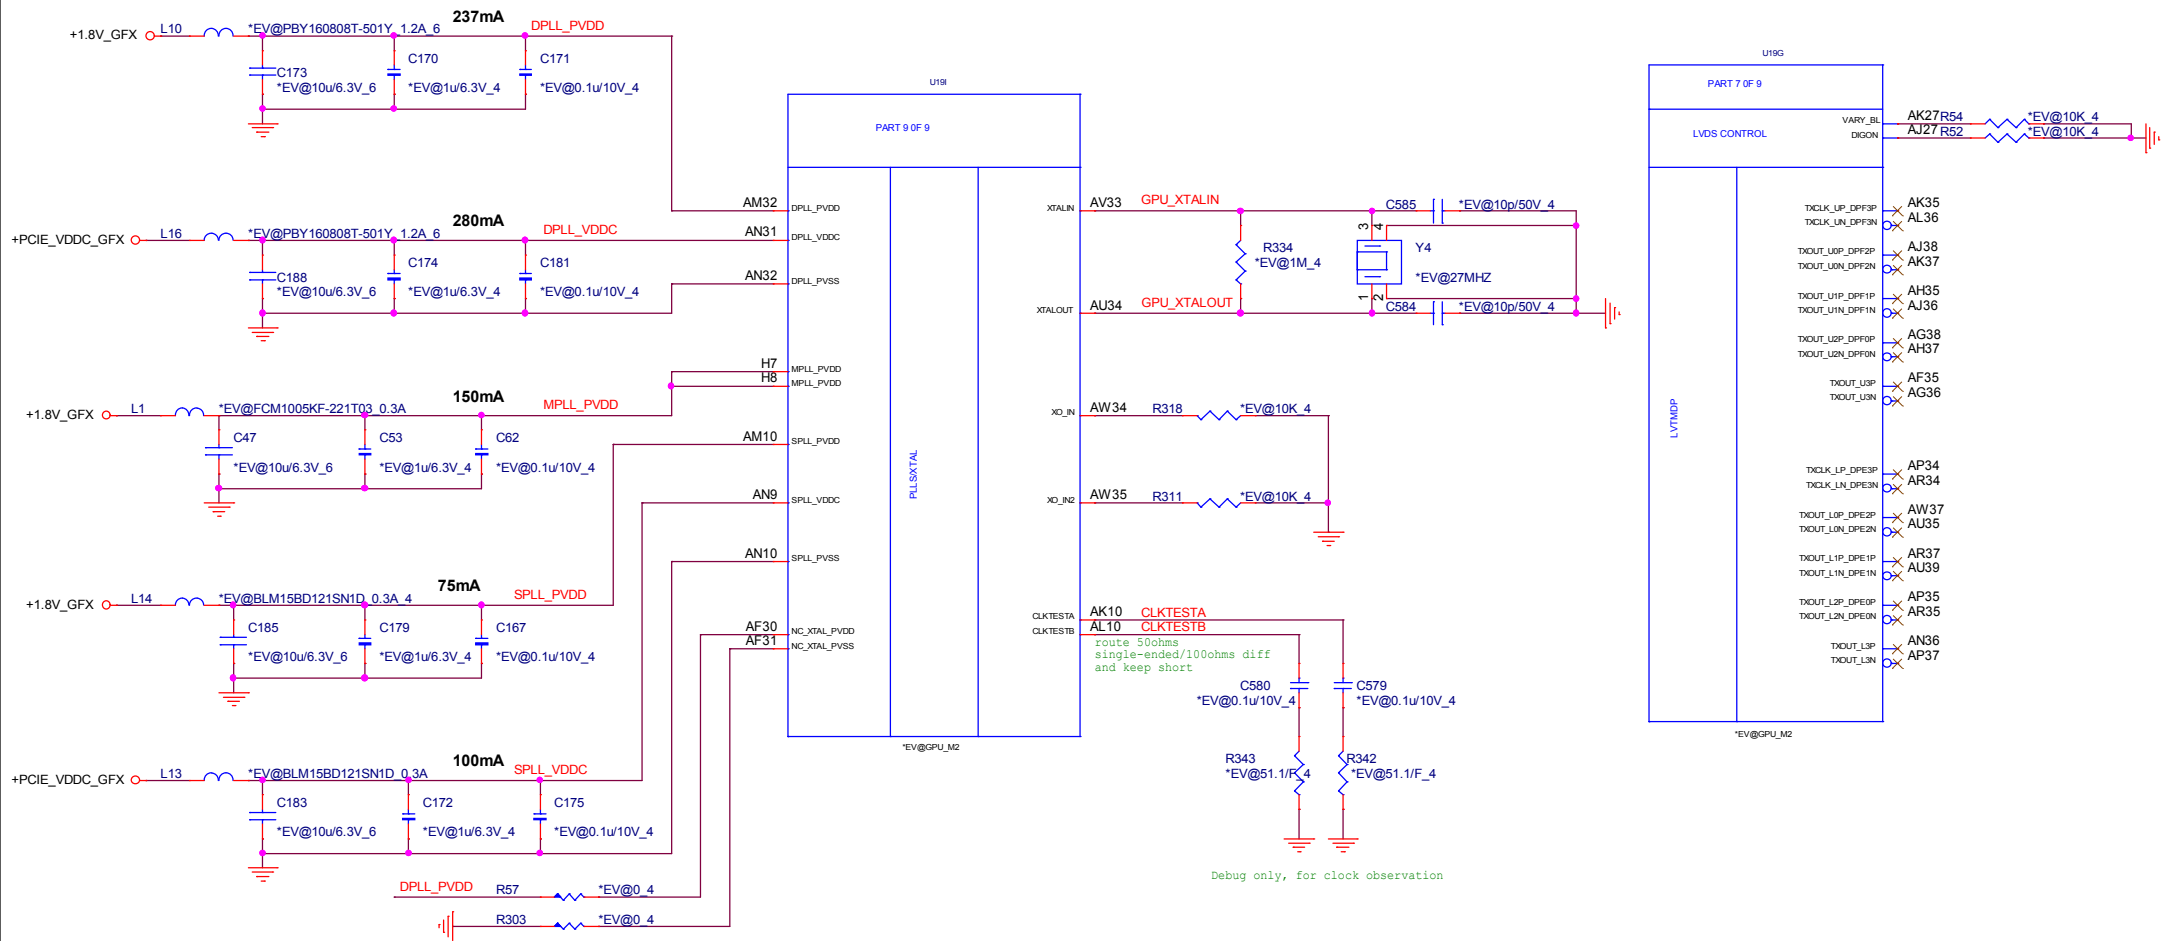 +1.8V_GFX
L10
*EV@PBY160808T-501Y_1.2A_6
237mA
DPLL_PVDD
C173
*EV@10u/6.3V_6
C170
*EV@1u/6.3V_4
C171
*EV@0.1u/10V_4
+PCIE_VDDC_GFX
L16
*EV@PBY160808T-501Y_1.2A_6
280mA
DPLL_VDDC
C188
*EV@10u/6.3V_6
C174
*EV@1u/6.3V_4
C181
*EV@0.1u/10V_4
+1.8V_GFX
L1
*EV@FCM1005KF-221T03_0.3A
150mA
MPLL_PVDD
C47
*EV@10u/6.3V_6
C53
*EV@1u/6.3V_4
C62
*EV@0.1u/10V_4
+1.8V_GFX
L14
*EV@BLM15BD121SN1D_0.3A_4
75mA
SPLL_PVDD
C185
*EV@10u/6.3V_6
C179
*EV@1u/6.3V_4
C167
*EV@0.1u/10V_4
+PCIE_VDDC_GFX
L13
*EV@BLM15BD121SN1D_0.3A
100mA
SPLL_VDDC
C183
*EV@10u/6.3V_6
C172
*EV@1u/6.3V_4
C175
*EV@0.1u/10V_4
DPLL_PVDD
R57
*EV@0_4
R303
*EV@0_4
U19I
PART 9 0F 9
PLLS/XTAL
AM32
DPLL_PVDD
AN31
DPLL_VDDC
AN32
DPLL_PVSS
H7
MPLL_PVDD
H8
MPLL_PVDD
AM10
SPLL_PVDD
AN9
SPLL_VDDC
AN10
SPLL_PVSS
AF30
NC_XTAL_PVDD
AF31
NC_XTAL_PVSS
*EV@GPU_M2
XTALIN
AV33
GPU_XTALIN
XTALOUT
AU34
GPU_XTALOUT
R334
*EV@1M_4
C585
*EV@10p/50V_4
3
4
Y4
*EV@27MHZ
1
2
C584
*EV@10p/50V_4
XO_IN
AW34
R318
*EV@10K_4
XO_IN2
AW35
R311
*EV@10K_4
CLKTESTA
AK10
CLKTESTA
CLKTESTB
AL10
CLKTESTB
route 50ohms
single-ended/100ohms diff
and keep short
C580
*EV@0.1u/10V_4
C579
*EV@0.1u/10V_4
R343
*EV@51.1/F_4
R342
*EV@51.1/F_4
Debug only, for clock observation
U19G
PART 7 0F 9
LVDS CONTROL
LVTMDP
VARY_BL
AK27
R54
*EV@10K_4
DIGON
AJ27
R52
*EV@10K_4
TXCLK_UP_DPF3P
AK35
TXCLK_UN_DPF3N
AL36
TXOUT_U0P_DPF2P
AJ38
TXOUT_U0N_DPF2N
AK37
TXOUT_U1P_DPF1P
AH35
TXOUT_U1N_DPF1N
AJ36
TXOUT_U2P_DPF0P
AG38
TXOUT_U2N_DPF0N
AH37
TXOUT_U3P
AF35
TXOUT_U3N
AG36
TXCLK_LP_DPE3P
AP34
TXCLK_LN_DPE3N
AR34
TXOUT_L0P_DPE2P
AW37
TXOUT_L0N_DPE2N
AU35
TXOUT_L1P_DPE1P
AR37
TXOUT_L1N_DPE1N
AU39
TXOUT_L2P_DPE0P
AP35
TXOUT_L2N_DPE0N
AR35
TXOUT_L3P
AN36
TXOUT_L3N
AP37
*EV@GPU_M2